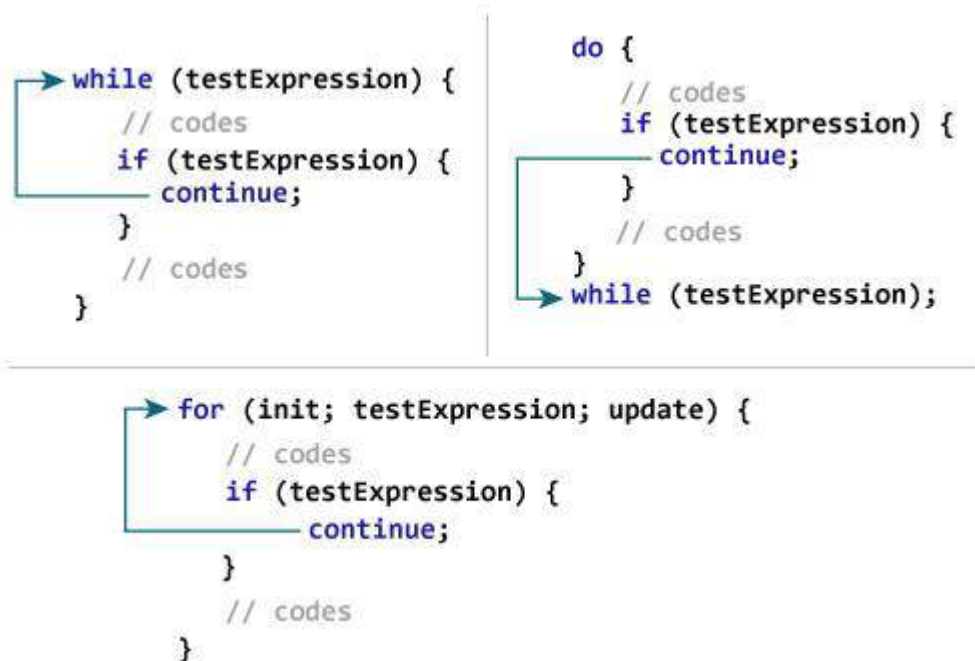 while (testExpression) {
// codes
if (testExpression) {
continue;
}
// codes
}
do {
// codes
if (testExpression) {
continue;
}
// codes
}
while (testExpression);
for (init; testExpression; update) {
// codes
if (testExpression) {
continue;
}
// codes
}